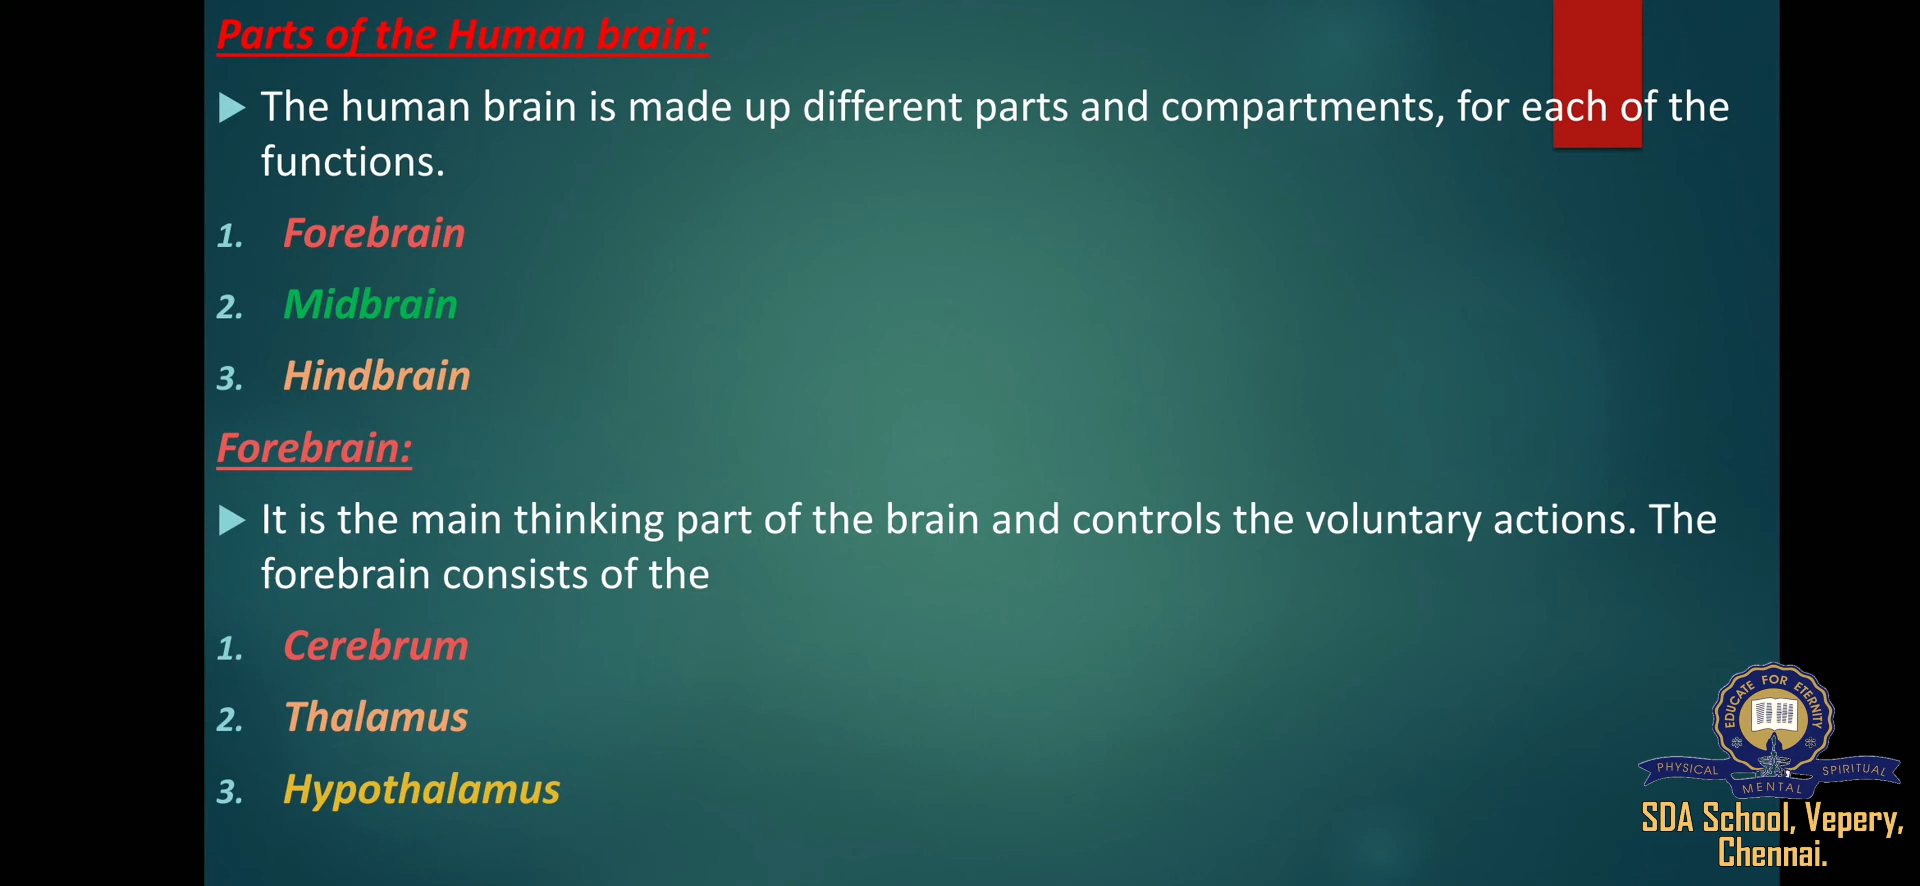 Parts of the Human brain:
The human brain is made up different parts and compartments, for each of the
functions.
1. Forebrain
2. Midbrain
3. Hindbrain
Forebrain:
It is the main thinking part of the brain and controls the voluntary actions. The
forebrain consists of the
1. Cerebrum
2. Thalamus
3. Hypothalamus
EDUCATE FOR ETERNITY
PHYSICAL MENTAL SPIRITUAL
SDA School, Vepery,
Chennai.